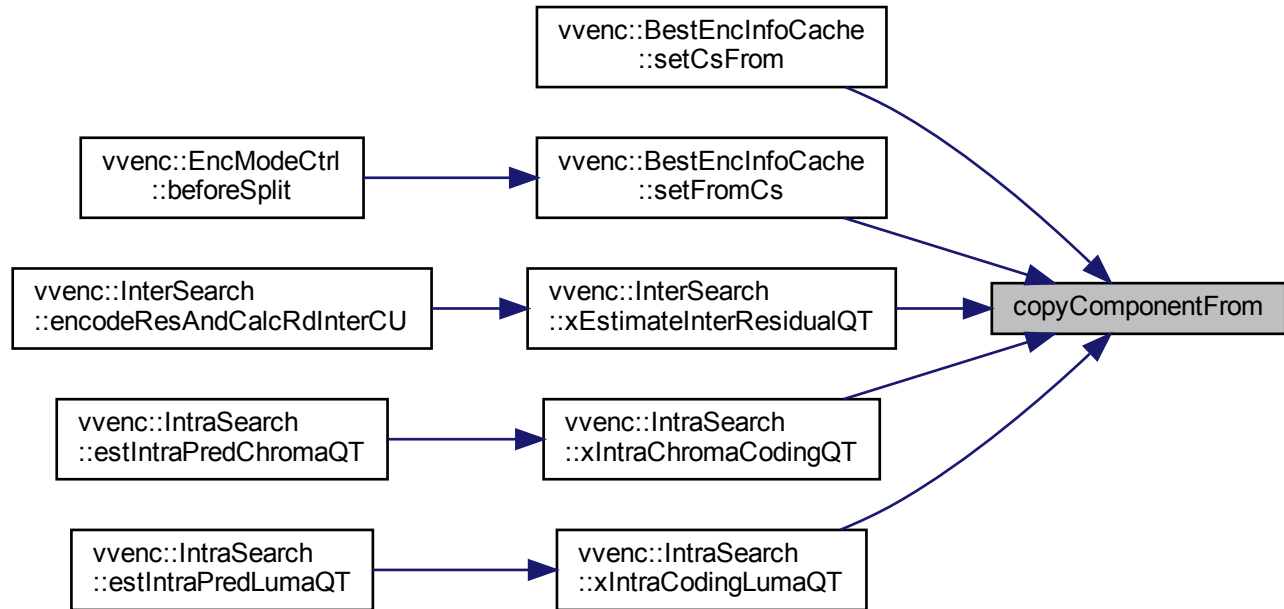 vvenc::BestEncInfoCache
::setCsFrom
vvenc::EncModeCtrl
::beforeSplit
vvenc::BestEncInfoCache
::setFromCs
vvenc::InterSearch
::encodeResAndCalcRdInterCU
vvenc::InterSearch
::xEstimateInterResidualQT
copyComponentFrom
vvenc::IntraSearch
::estIntraPredChromaQT
vvenc::IntraSearch
::xIntraChromaCodingQT
vvenc::IntraSearch
::estIntraPredLumaQT
vvenc::IntraSearch
::xIntraCodingLumaQT